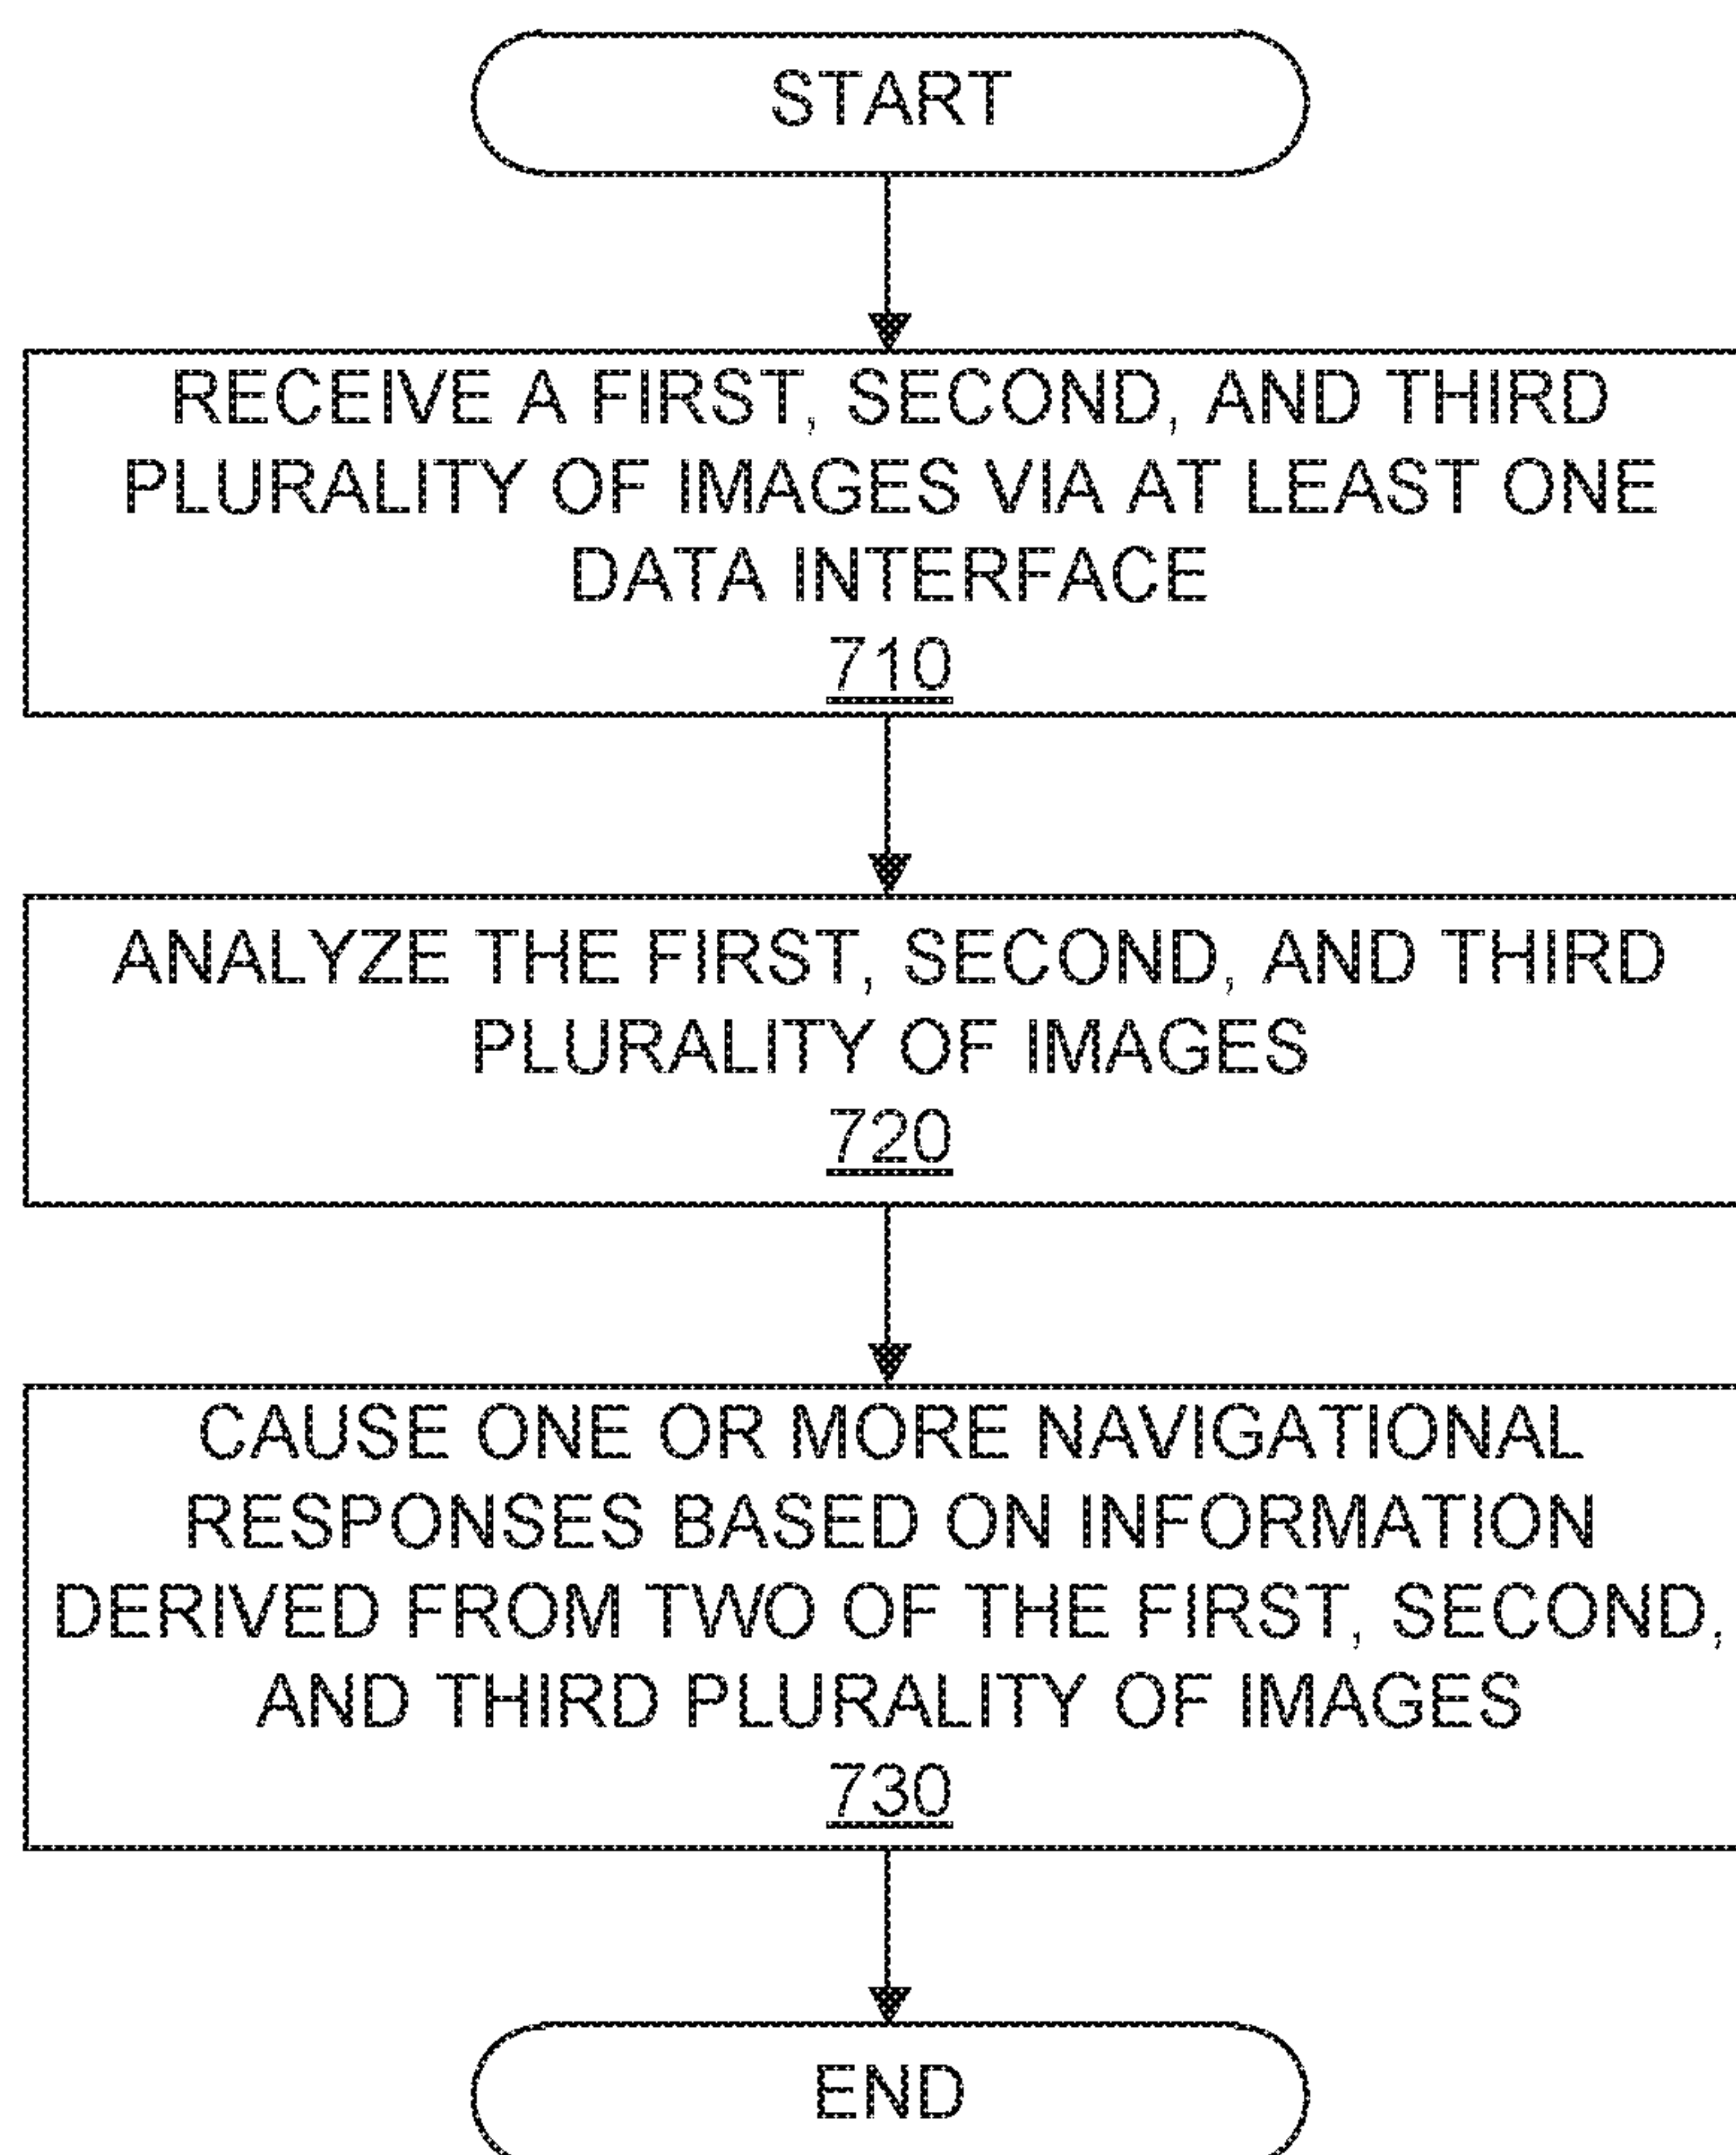 START
RECEIVE A FIRST, SECOND, AND THIRD
PLURALITY OF IMAGES VIA AT LEAST ONE
DATA INTERFACE
710
ANALYZE THE FIRST, SECOND, AND THIRD
PLURALITY OF IMAGES
720
CAUSE ONE OR MORE NAVIGATIONAL
RESPONSES BASED ON INFORMATION
DERIVED FROM TWO OF THE FIRST, SECOND,
AND THIRD PLURALITY OF IMAGES
730
END